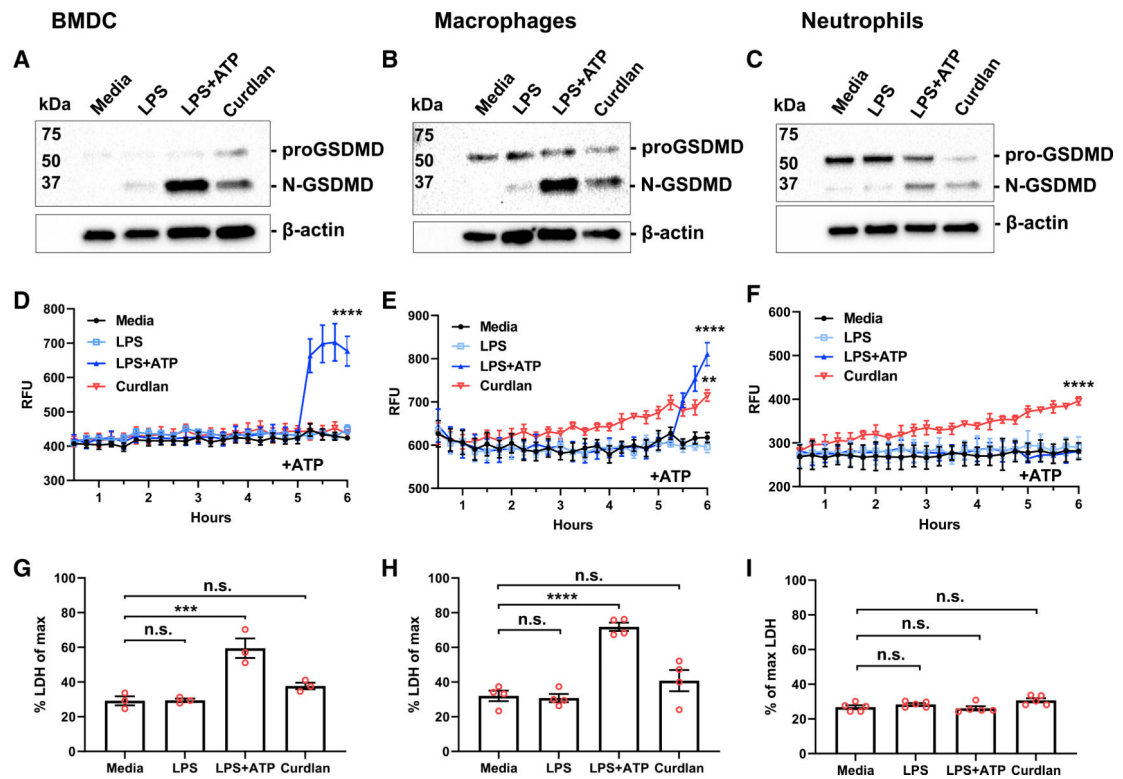 BMDC Macrophages Neutrophils
A B C
Media LPS LPS+ATP Curdlan
Media LPS LPS+ATP Curdlan
Media LPS LPS+ATP Curdlan
kDa
75
50
37
proGSDMD
N-GSDMD
β-actin
kDa
75
50
37
proGSDMD
N-GSDMD
β-actin
kDa
75
50
37
pro-GSDMD
N-GSDMD
β-actin
D
800
700
600
500
400
300
RFU
Media
LPS
LPS+ATP
Curdlan
****
+ATP
1 2 3 4 5 6
Hours
E
900
800
700
600
500
RFU
Media
LPS
LPS+ATP
Curdlan
****
**
+ATP
1 2 3 4 5 6
Hours
F
600
500
400
300
200
RFU
Media
LPS
LPS+ATP
Curdlan
****
+ATP
1 2 3 4 5 6
Hours
G
100
80
60
40
20
0
% LDH of max
n.s.
***
n.s.
Media LPS LPS+ATP Curdlan
H
100
80
60
40
20
0
% LDH of max
n.s.
****
n.s.
Media LPS LPS+ATP Curdlan
I
100
80
60
40
20
0
% of max LDH
n.s.
n.s.
n.s.
Media LPS LPS+ATP Curdlan